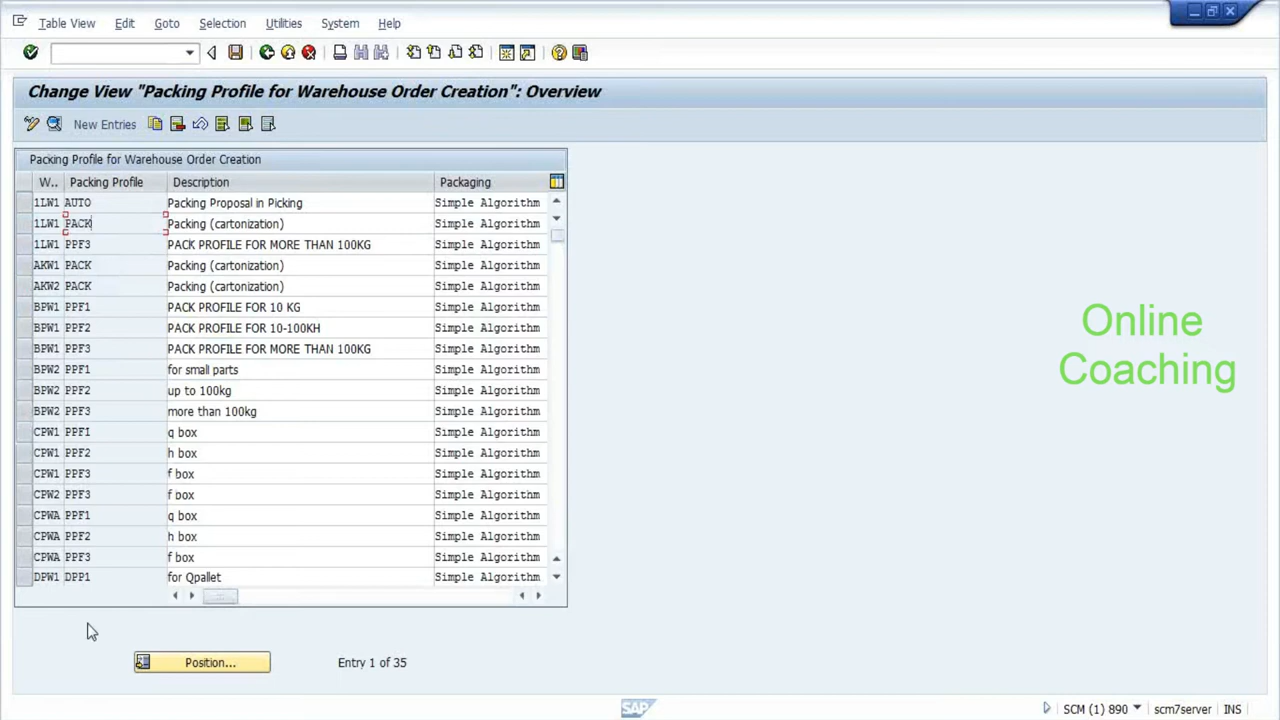 Table View Edit Goto Selection Utilities System Help
Change View "Packing Profile for Warehouse Order Creation": Overview
New Entries
Packing Profile for Warehouse Order Creation
W.. Packing Profile Description Packaging
1LW1 AUTO Packing Proposal in Picking Simple Algorithm
1LW1 PACK Packing (cartonization) Simple Algorithm
1LW1 PPF3 PACK PROFILE FOR MORE THAN 100KG Simple Algorithm
AKW1 PACK Packing (cartonization) Simple Algorithm
AKW2 PACK Packing (cartonization) Simple Algorithm
BPW1 PPF1 PACK PROFILE FOR 10 KG Simple Algorithm
BPW1 PPF2 PACK PROFILE FOR 10-100KH Simple Algorithm
BPW1 PPF3 PACK PROFILE FOR MORE THAN 100KG Simple Algorithm
BPW2 PPF1 for small parts Simple Algorithm
BPW2 PPF2 up to 100kg Simple Algorithm
BPW2 PPF3 more than 100kg Simple Algorithm
CPW1 PPFI q box Simple Algorithm
CPW1 PPF2 h box Simple Algorithm
CPW1 PPF3 f box Simple Algorithm
CPW2 PPF3 f box Simple Algorithm
CPWA PPF1 q box Simple Algorithm
CPWA PPF2 h box Simple Algorithm
CPWA PPF3 f box Simple Algorithm
DPW1 DPP1 for Qpallet Simple Algorithm
Online
Coaching
Position... Entry 1 of 35
SAP SCM (1) 890 scm7server INS